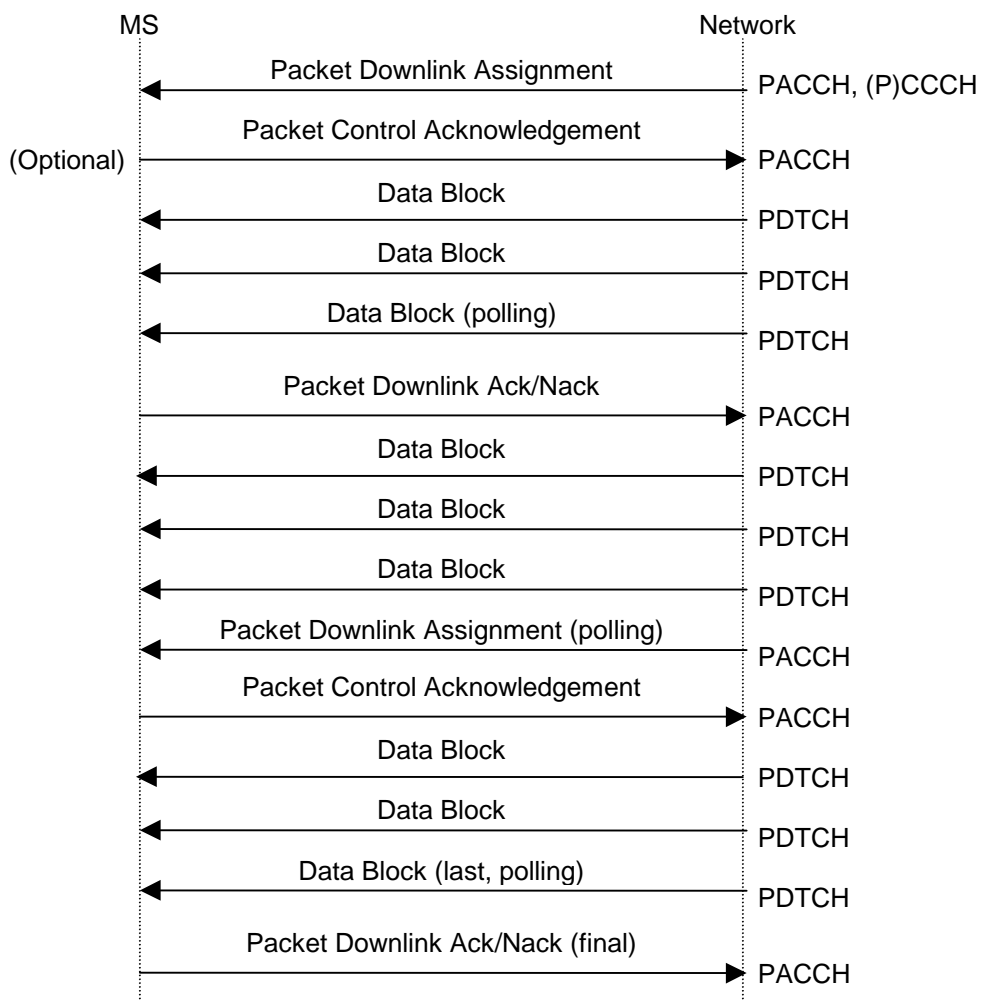 MS Network
Packet Downlink Assignment
PACCH, (P)CCCH
Packet Control Acknowledgement
(Optional) PACCH
Data Block
PDTCH
Data Block
PDTCH
Data Block (polling)
PDTCH
Packet Downlink Ack/Nack
PACCH
Data Block
PDTCH
Data Block
PDTCH
Data Block
PDTCH
Packet Downlink Assignment (polling)
PACCH
Packet Control Acknowledgement
PACCH
Data Block
PDTCH
Data Block
PDTCH
Data Block (last, polling)
PDTCH
Packet Downlink Ack/Nack (final)
PACCH